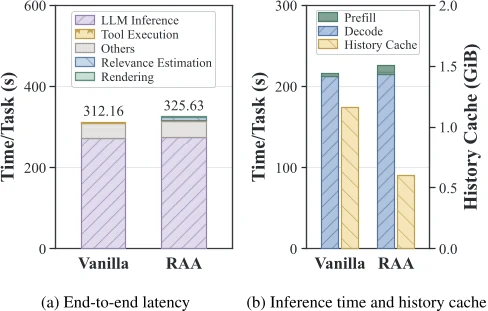 600
400
200
0
Time/Task (s)
LLM Inference
Tool Execution
Others
Relevance Estimation
Rendering
312.16
325.63
Vanilla
RAA
(a) End-to-end latency
300
200
100
0
Time/Task (s)
Prefill
Decode
History Cache
2.0
1.5
1.0
0.5
0.0
History Cache (GiB)
Vanilla
RAA
(b) Inference time and history cache